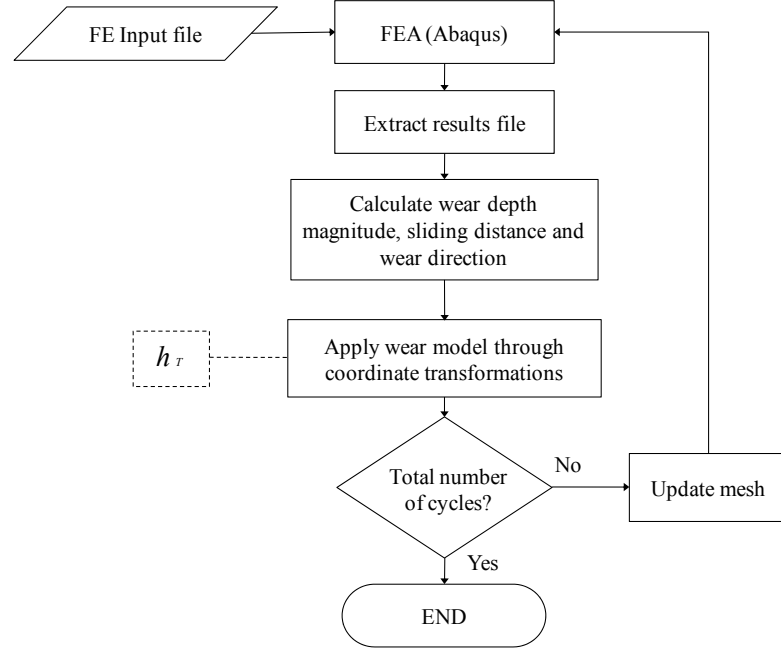 FE Input file
FEA (Abaqus)
Extract results file
Calculate wear depth
magnitude, sliding distance and
wear direction
h T
Apply wear model through
coordinate transformations
Total number
of cycles?
No
Update mesh
Yes
END